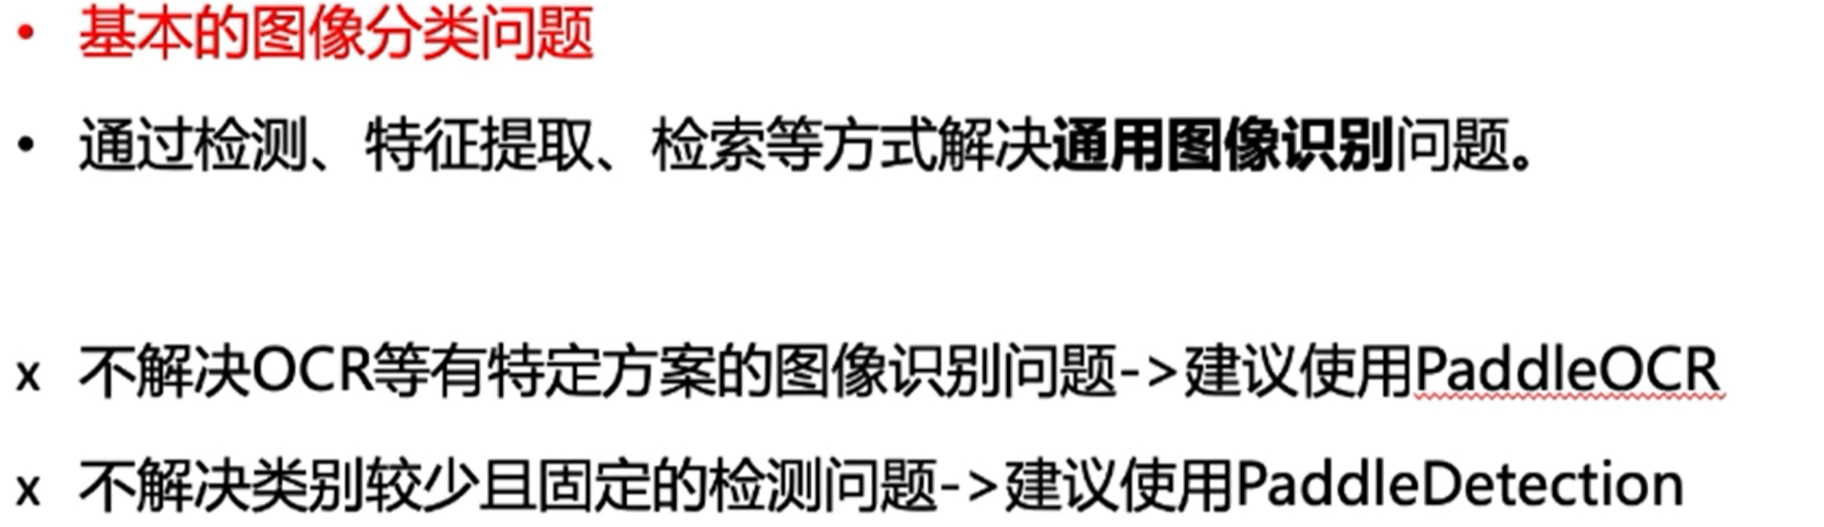 • 基本的图像分类问题
• 通过检测、特征提取、检索等方式解决通用图像识别问题。
x 不解决OCR等有特定方案的图像识别问题->建议使用PaddleOCR
x 不解决类别较少且固定的检测问题->建议使用PaddleDetection